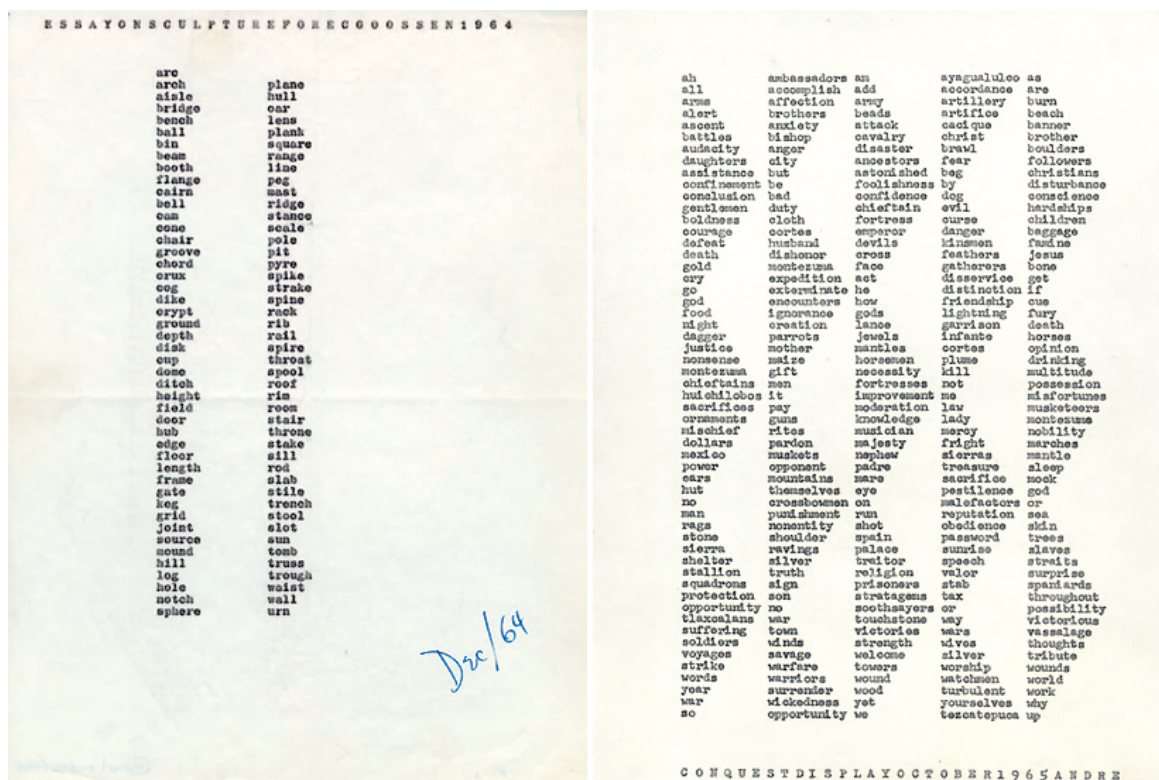 ESSAYONSCULPTUREFORECGOOSSEN1964
arc
arch plane
aisle hull
bridge
bench lens
ball plank
bin square
beam range
booth line
flange peg
cairn mast
bell ridge
cam stance
cone scale
chair pole
groove pit
chord pyre
crux spike
cog strake
dike spine
crypt rack
ground rib
depth rail
disk spire
cup throat
dome spool
ditch roof
height rim
field room
door stair
hub throne
edge stake
floor sill
length rod
frame slab
gate stile
keg trench
grid stool
joint slot
source sun
mound tomb
hill truss
log trough
hole waist
notch wall
sphere urn
Dec/64
ah ambassadors am ayagualulco as
all accomplish add accordance are
arms affection army artillery burn
alert brothers beads artifice beach
ascent anxiety attack cacique banner
battles bishop cavalry christ brother
audacity anger disaster brawl boulders
daughters city ancestors fear followers
assistance but astonished beg christians
confinement be foolishness by disturbance
conclusion bad confidence dog conscience
gentlemen duty chieftain evil hardships
boldness cloth fortress curse children
courage cortes emperor danger baggage
defeat husband devils kinsmen famine
death dishonor cross feathers jesus
gold montezuma face gatherers bone
cry expedition act disservice get
go exterminate he distinction if
god encounters how friendship cue
food ignorance gods lightning fury
night creation lance garrison death
dagger parrots jewels infante horses
justice mother mantles cortes opinion
nonsense maize horsemen plume drinking
montezuma gift necessity kill multitude
chieftains men fortresses not possession
huichilobos it improvement me misfortunes
sacrifices pay moderation law musketeers
ornaments guns knowledge lady montezuma
mischief rites musician mercy nobility
dollars pardon majesty fright marches
mexico muskets nephew sierras mantle
power opponent padre treasure sleep
ears mountains mare sacrifice mock
hut themselves eye pestilence god
no crossbowmen on malefactors or
man punishment run reputation sea
rags nonentity shot obedience skin
stone shoulder spain password trees
sierra ravings palace sunrise slaves
shelter silver traitor speech straits
stallion truth religion valor surprise
squadrons sign prisoners stab spaniards
protection son stratagems tax throughout
opportunity no soothsayers or possibility
tlaxcalans war touchstone way victorious
suffering town victories wars vassalage
soldiers winds strength wives thoughts
voyages savage welcome silver tribute
strike warfare towers worship wounds
words warriors wound watchmen world
year surrender wood turbulent work
war wickedness yet yourselves why
so opportunity we tezcatepuca up
CONQUESTDISPLAYOCTOBER1965ANDRE